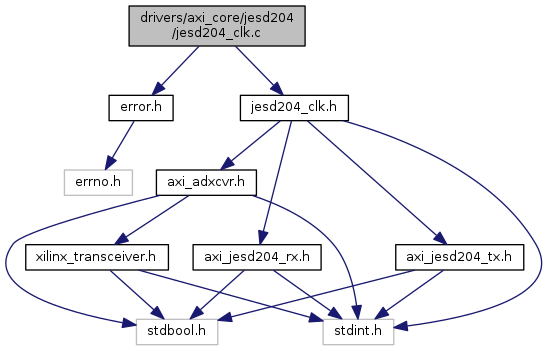 drivers/axi_core/jesd204
/jesd204_clk.c
error.h
jesd204_clk.h
errno.h
axi_adxcvr.h
xilinx_transceiver.h
axi_jesd204_rx.h
axi_jesd204_tx.h
stdbool.h
stdint.h